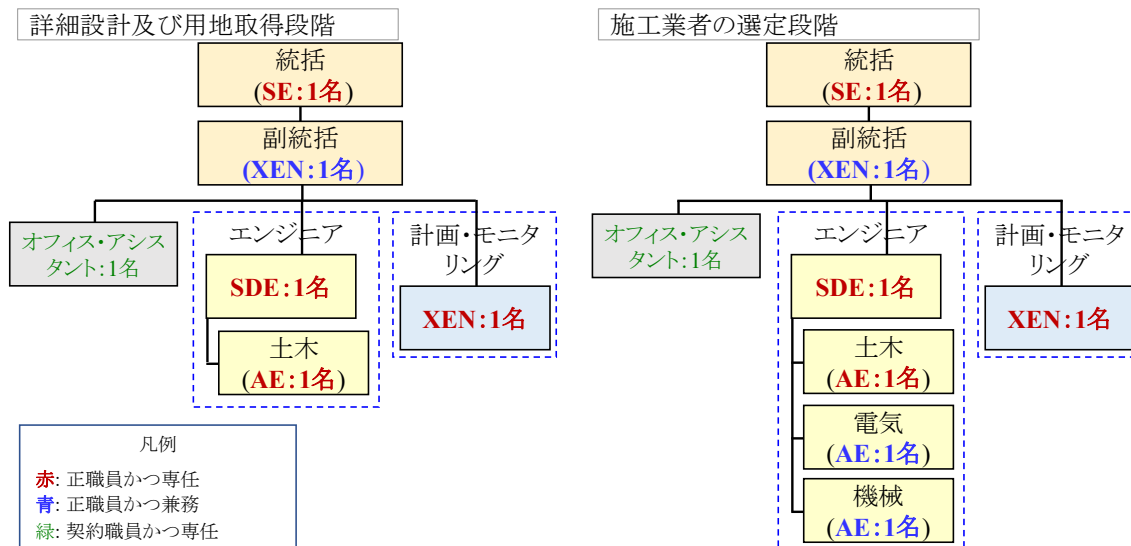 詳細設計及び用地取得段階
統括
(SE:1名)
副統括
(XEN:1名)
オフィス・アシス
タント:1名
エンジニア
SDE:1名
土木
(AE:1名)
計画・モニタ
リング
XEN:1名
凡例
赤: 正職員かつ専任
青: 正職員かつ兼務
緑: 契約職員かつ専任
施工業者の選定段階
統括
(SE:1名)
副統括
(XEN:1名)
オフィス・アシス
タント:1名
エンジニア
SDE:1名
土木
(AE:1名)
電気
(AE:1名)
機械
(AE:1名)
計画・モニタ
リング
XEN:1名